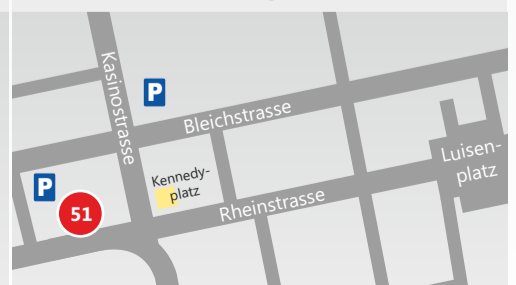 Kasinostrasse
P
Bleichstrasse
Kennedy-
platz
Luisen-
platz
P
51
Rheinstrasse